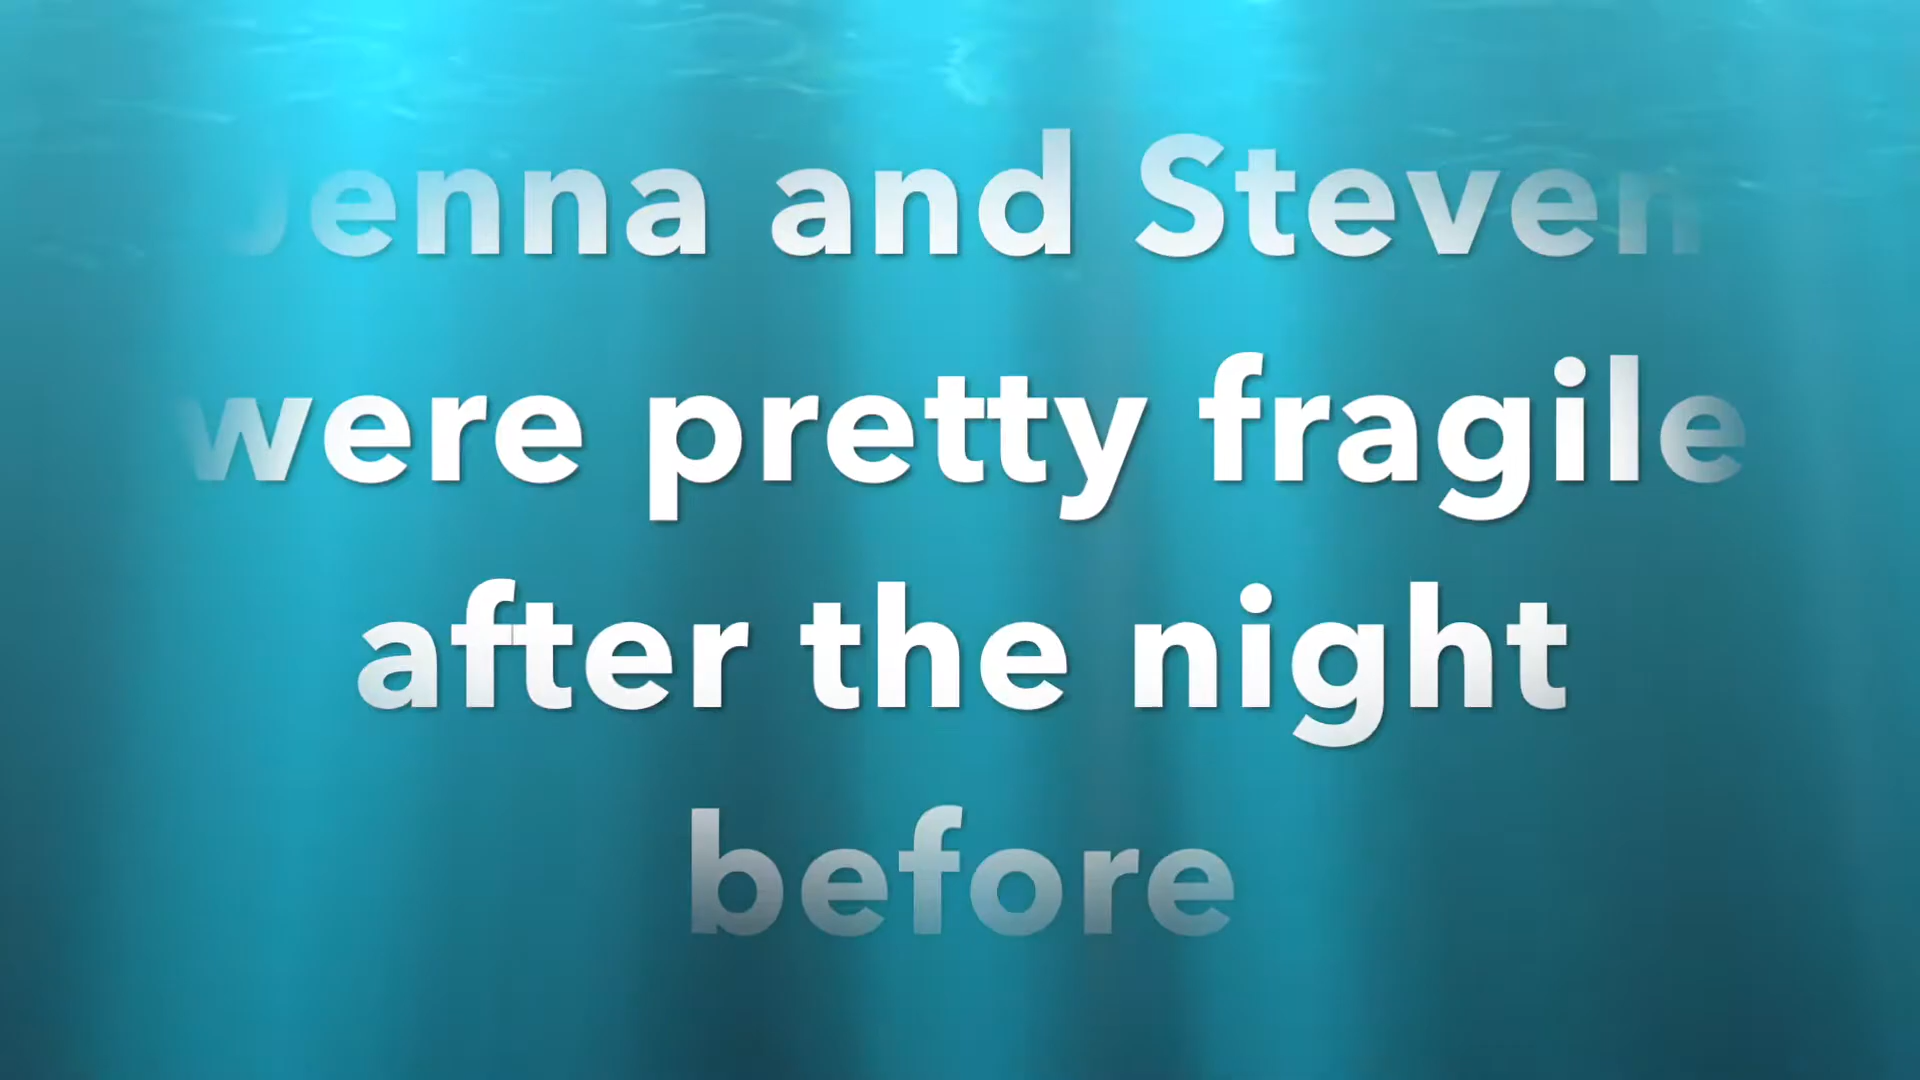 Jenna and Steven
were pretty fragile
after the night
before